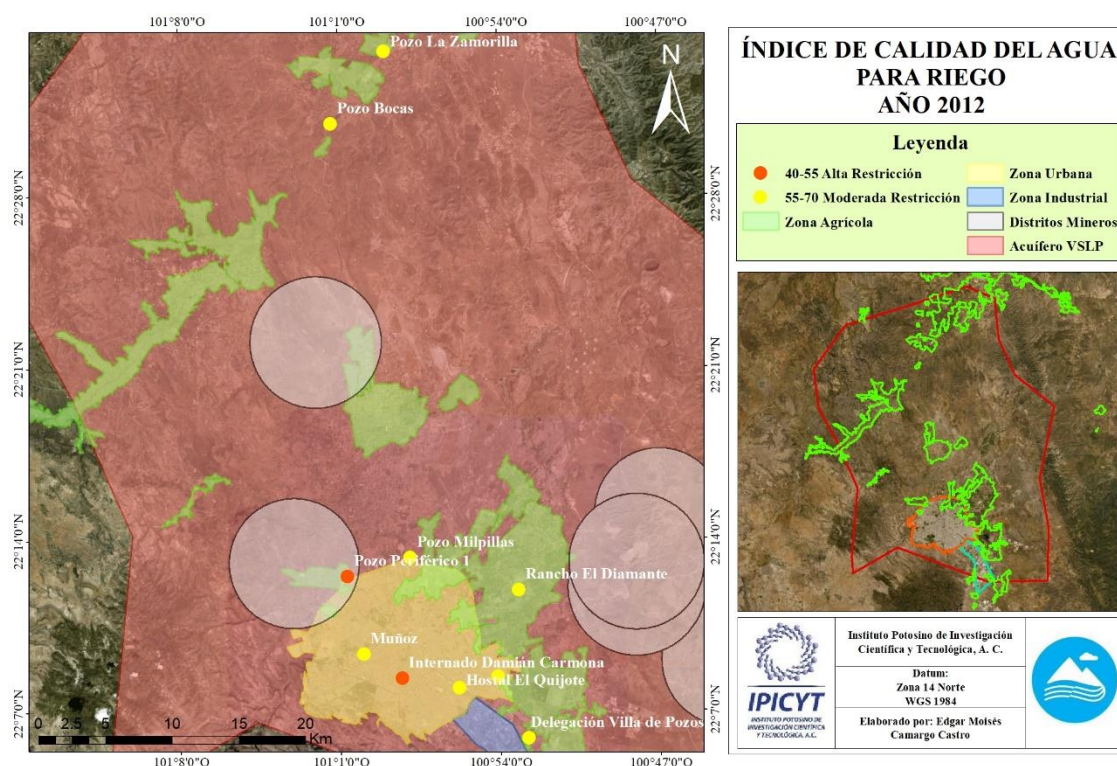 101°8'0"O 101°1'0"O 100°54'0"O 100°47'0"O
Pozo La Zamorilla
N
Pozo Bocas
22°28'0"N 22°28'0"N
22°21'0"N 22°21'0"N
22°14'0"N 22°14'0"N
Pozo Milpillas
Pozo Periférico 1
Rancho El Diamante
Muñoz
Internado Damián Carmona
Hostal El Quijote
22°7'0"N 22°7'0"N
Delegación Villa de Pozos
0 2.5 5 10 15 20
Km
101°8'0"O 101°1'0"O 100°54'0"O 100°47'0"O
ÍNDICE DE CALIDAD DEL AGUA
PARA RIEGO
AÑO 2012
Leyenda
40-55 Alta Restricción
55-70 Moderada Restricción
Zona Agrícola
Zona Urbana
Zona Industrial
Distritos Mineros
Acuífero VSLP
IPICYT
INSTITUTO POTOSINO DE
INVESTIGACIÓN CIENTÍFICA
Y TECNOLÓGICA, A.C.
Instituto Potosino de Investigación
Científica y Tecnológica, A. C.
Datum:
Zona 14 Norte
WGS 1984
Elaborado por: Edgar Moisés
Camargo Castro